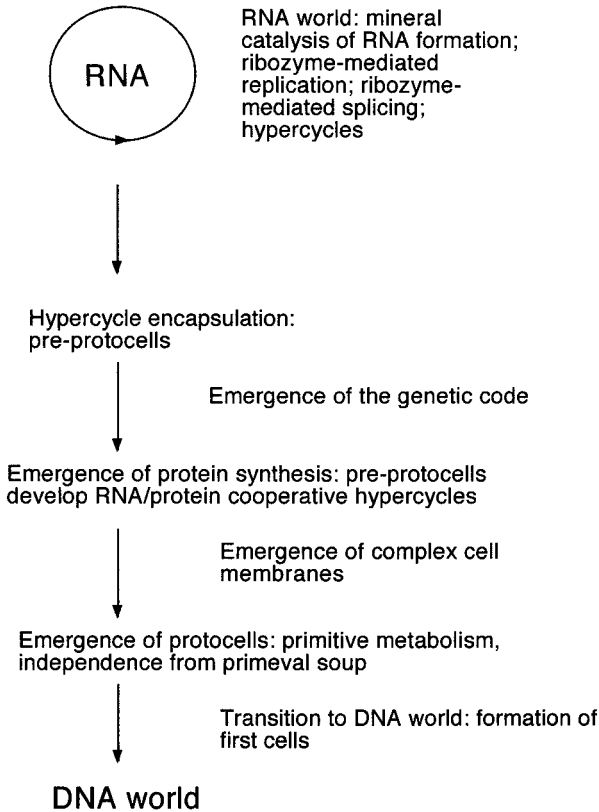 RNA
RNA world: mineral
catalysis of RNA formation;
ribozyme-mediated
replication; ribozyme-
mediated splicing;
hypercycles
Hypercycle encapsulation:
pre-protocells
Emergence of the genetic code
Emergence of protein synthesis: pre-protocells
develop RNA/protein cooperative hypercycles
Emergence of complex cell
membranes
Emergence of protocells: primitive metabolism,
independence from primeval soup
Transition to DNA world: formation of
first cells
DNA world